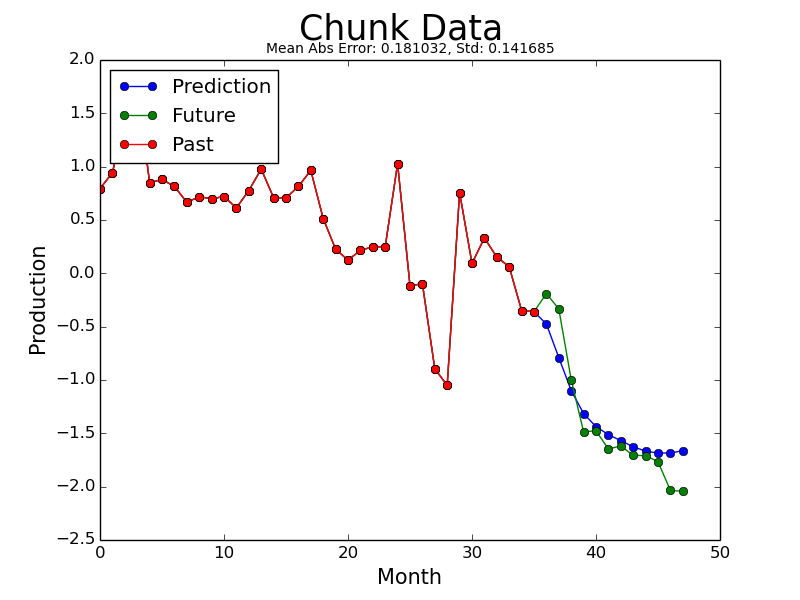 Chunk Data
Mean Abs Error: 0.181032, Std: 0.141685
Prediction
Future
Past
2.0
1.5
1.0
0.5
0.0
−0.5
−1.0
−1.5
−2.0
−2.5
Production
0 10 20 30 40 50
Month